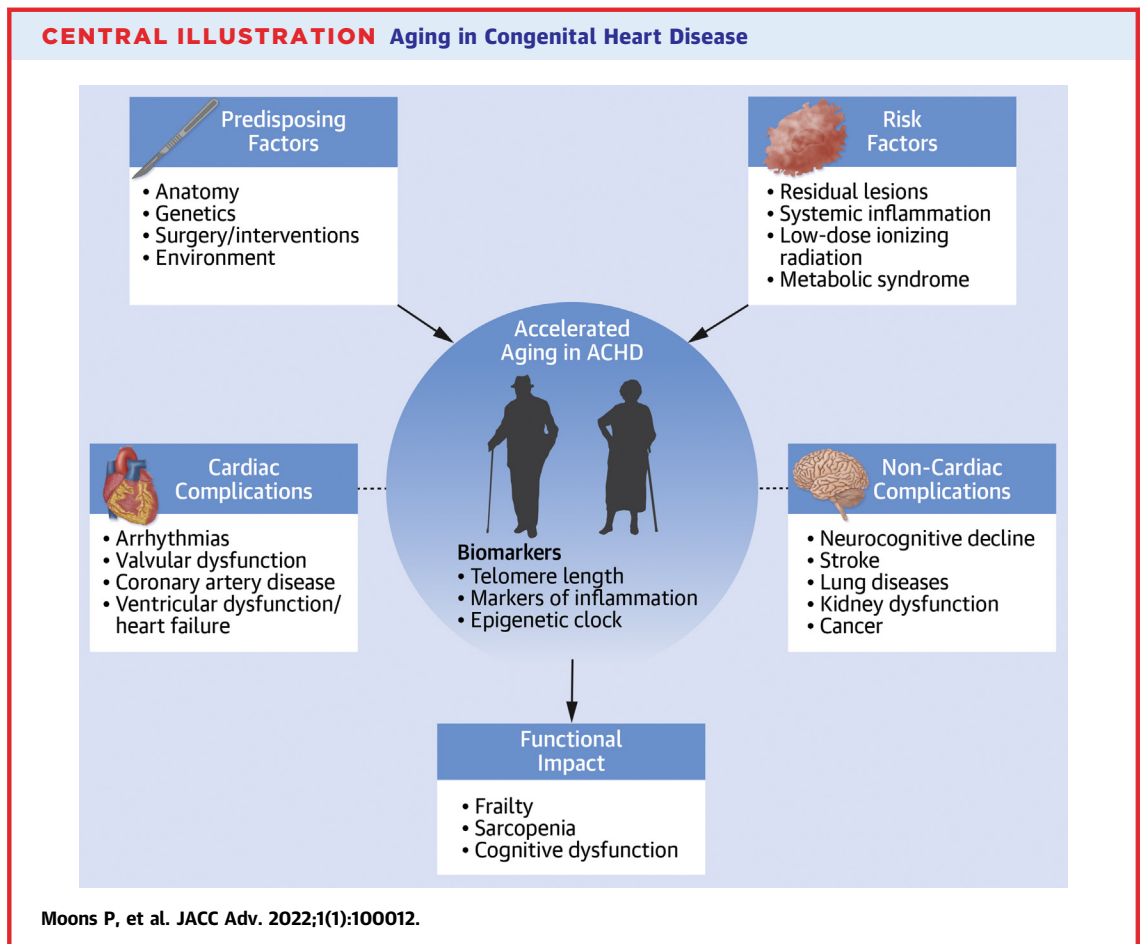 CENTRAL ILLUSTRATION Aging in Congenital Heart Disease
Predisposing
Factors
• Anatomy
• Genetics
• Surgery/interventions
• Environment
Risk
Factors
• Residual lesions
• Systemic inflammation
• Low-dose ionizing
radiation
• Metabolic syndrome
Accelerated
Aging in ACHD
Biomarkers
• Telomere length
• Markers of inflammation
• Epigenetic clock
Cardiac
Complications
• Arrhythmias
• Valvular dysfunction
• Coronary artery disease
• Ventricular dysfunction/
heart failure
Non-Cardiac
Complications
• Neurocognitive decline
• Stroke
• Lung diseases
• Kidney dysfunction
• Cancer
Functional
Impact
• Frailty
• Sarcopenia
• Cognitive dysfunction
Moons P, et al. JACC Adv. 2022;1(1):100012.